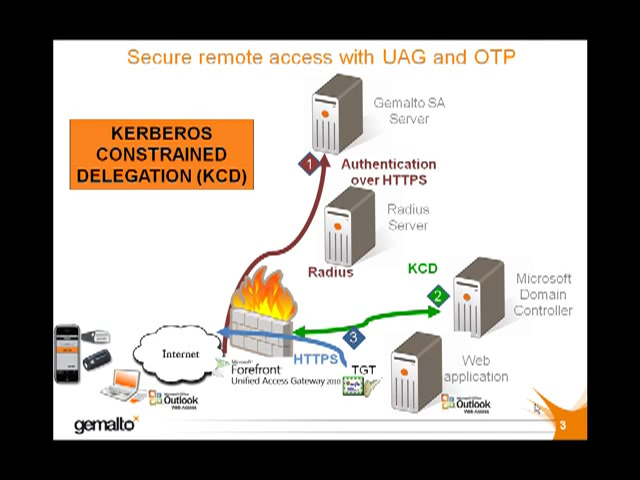 Secure remote access with UAG and OTP
Gemalto SA
Server
KERBEROS
CONSTRAINED
DELEGATION (KCD)
1
Authentication
over HTTPS
Radius
Server
Radius
KCD
2
Microsoft
Domain
Controller
3
Internet
HTTPS
TGT
Web
application
Microsoft
Forefront
Unified Access Gateway 2010
Outlook
Web Access
Outlook
Web Access
gemalto
3